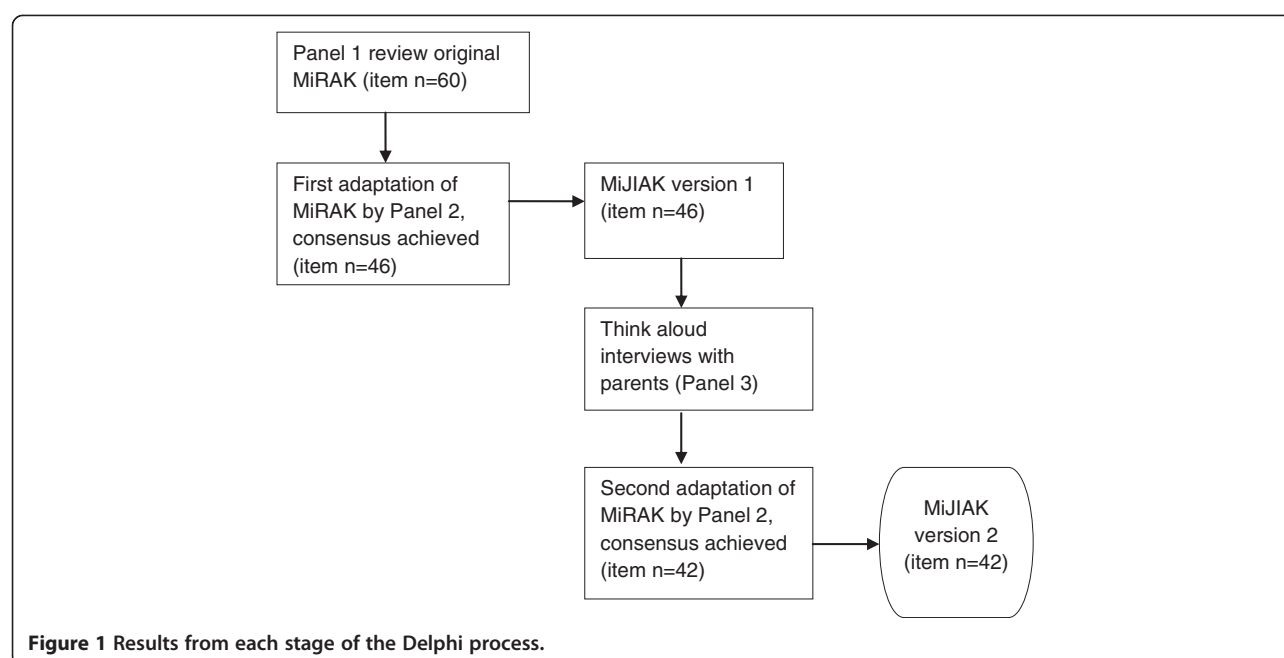 Panel 1 review original
MiRAK (item n=60)
First adaptation of
MiRAK by Panel 2,
consensus achieved
(item n=46)
MiJIAK version 1
(item n=46)
Think aloud
interviews with
parents (Panel 3)
Second adaptation of
MiRAK by Panel 2,
consensus achieved
(item n=42)
MiJIAK
version 2
(item n=42)
Figure 1 Results from each stage of the Delphi process.